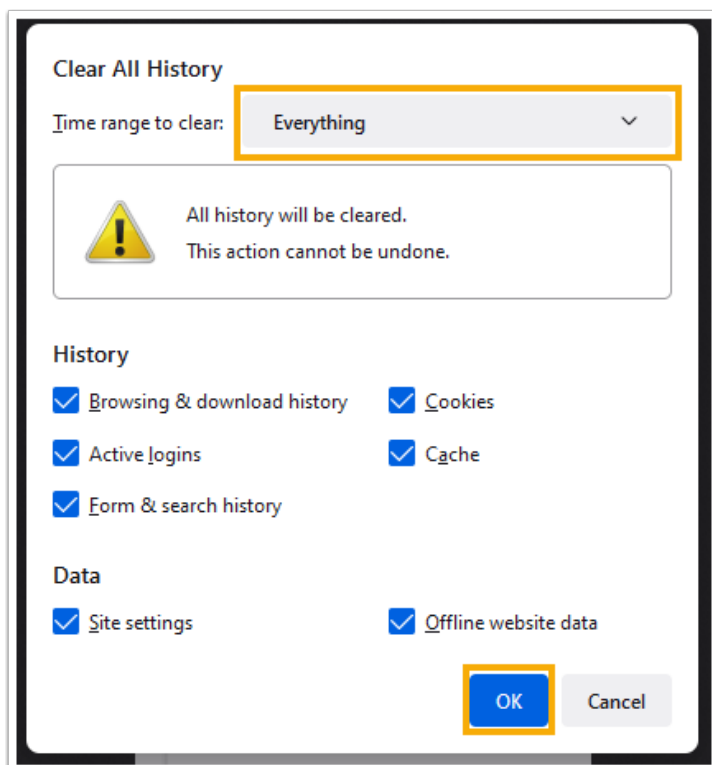 Clear All History
Time range to clear: Everything
All history will be cleared.
This action cannot be undone.
History
Browsing & download history Cookies
Active logins Cache
Form & search history
Data
Site settings Offline website data
OK Cancel